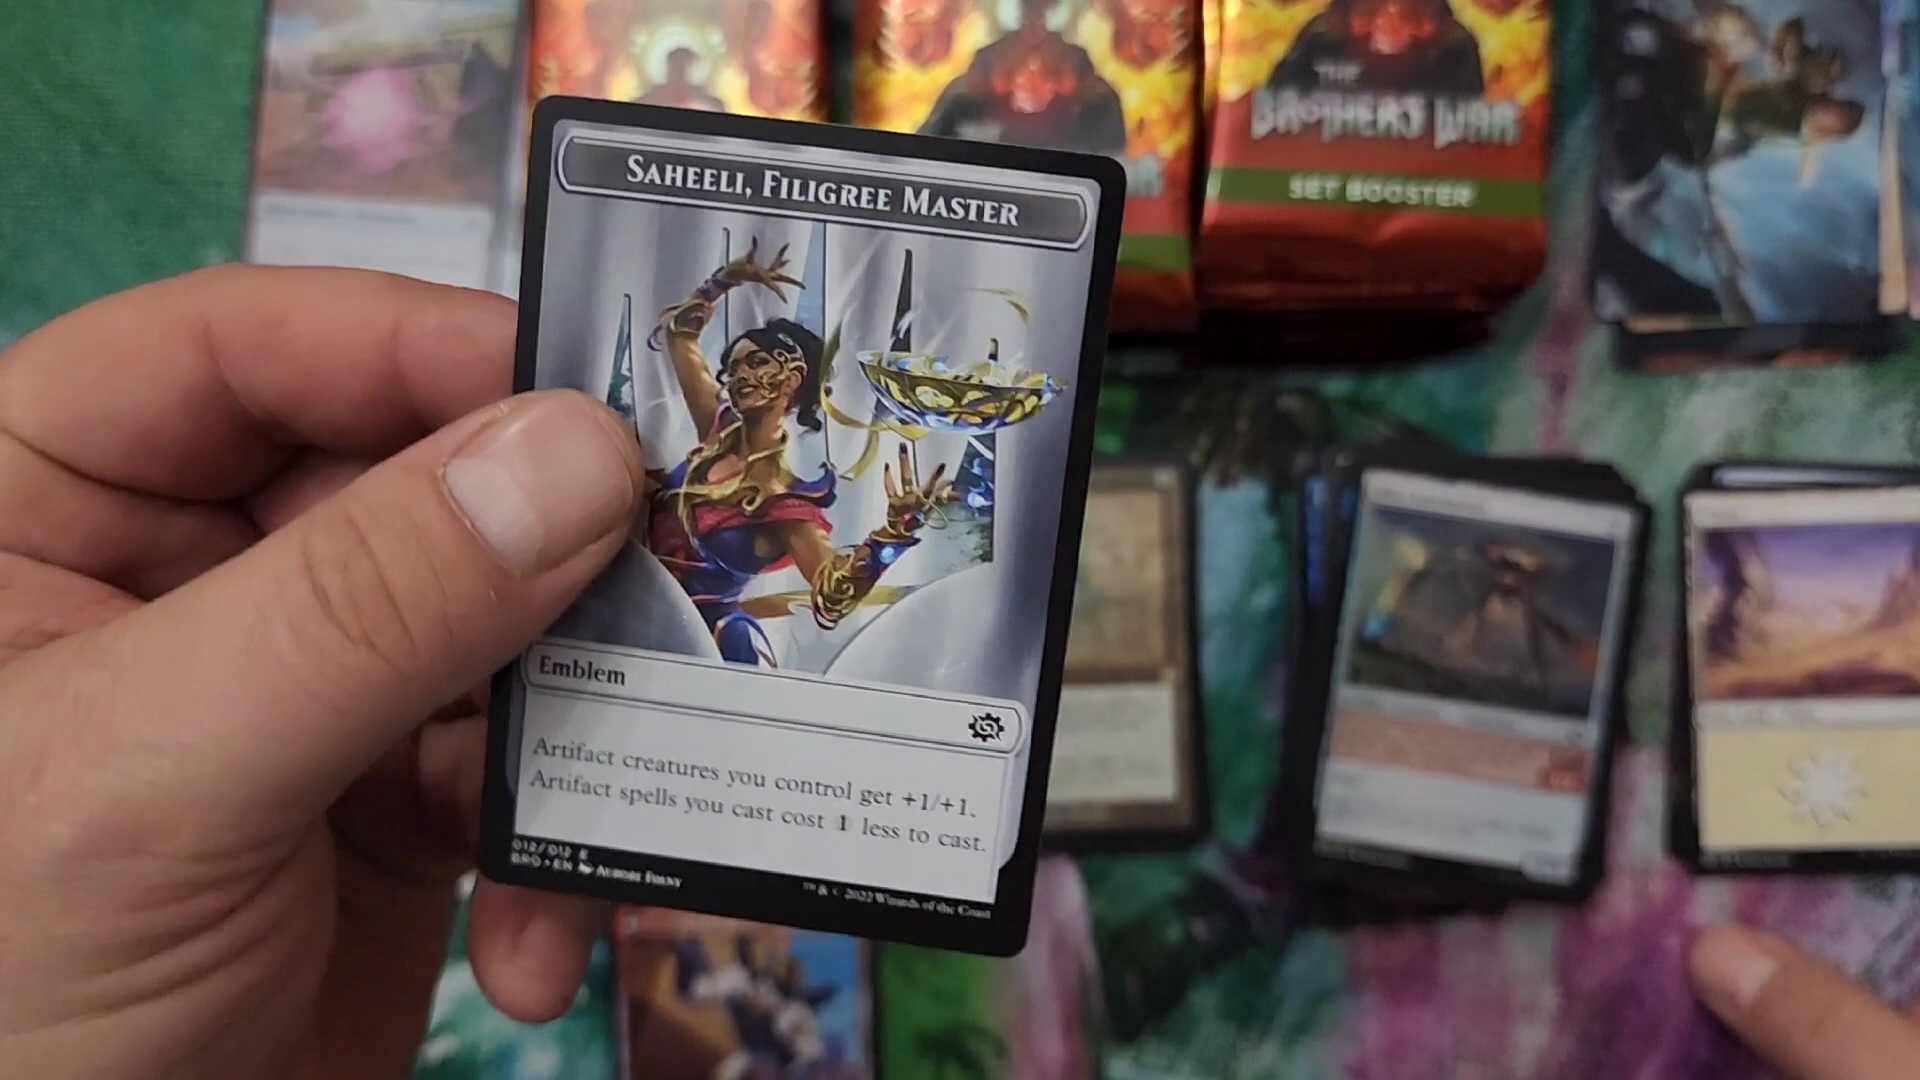 THE
BROTHERS' WAR
SET BOOSTER
SAHEELI, FILIGREE MASTER
Emblem
Artifact creatures you control get +1/+1.
Artifact spells you cast cost 1 less to cast.
012/012 E
BRO • EN AURORE FOLNY
™ & © 2022 Wizards of the Coast